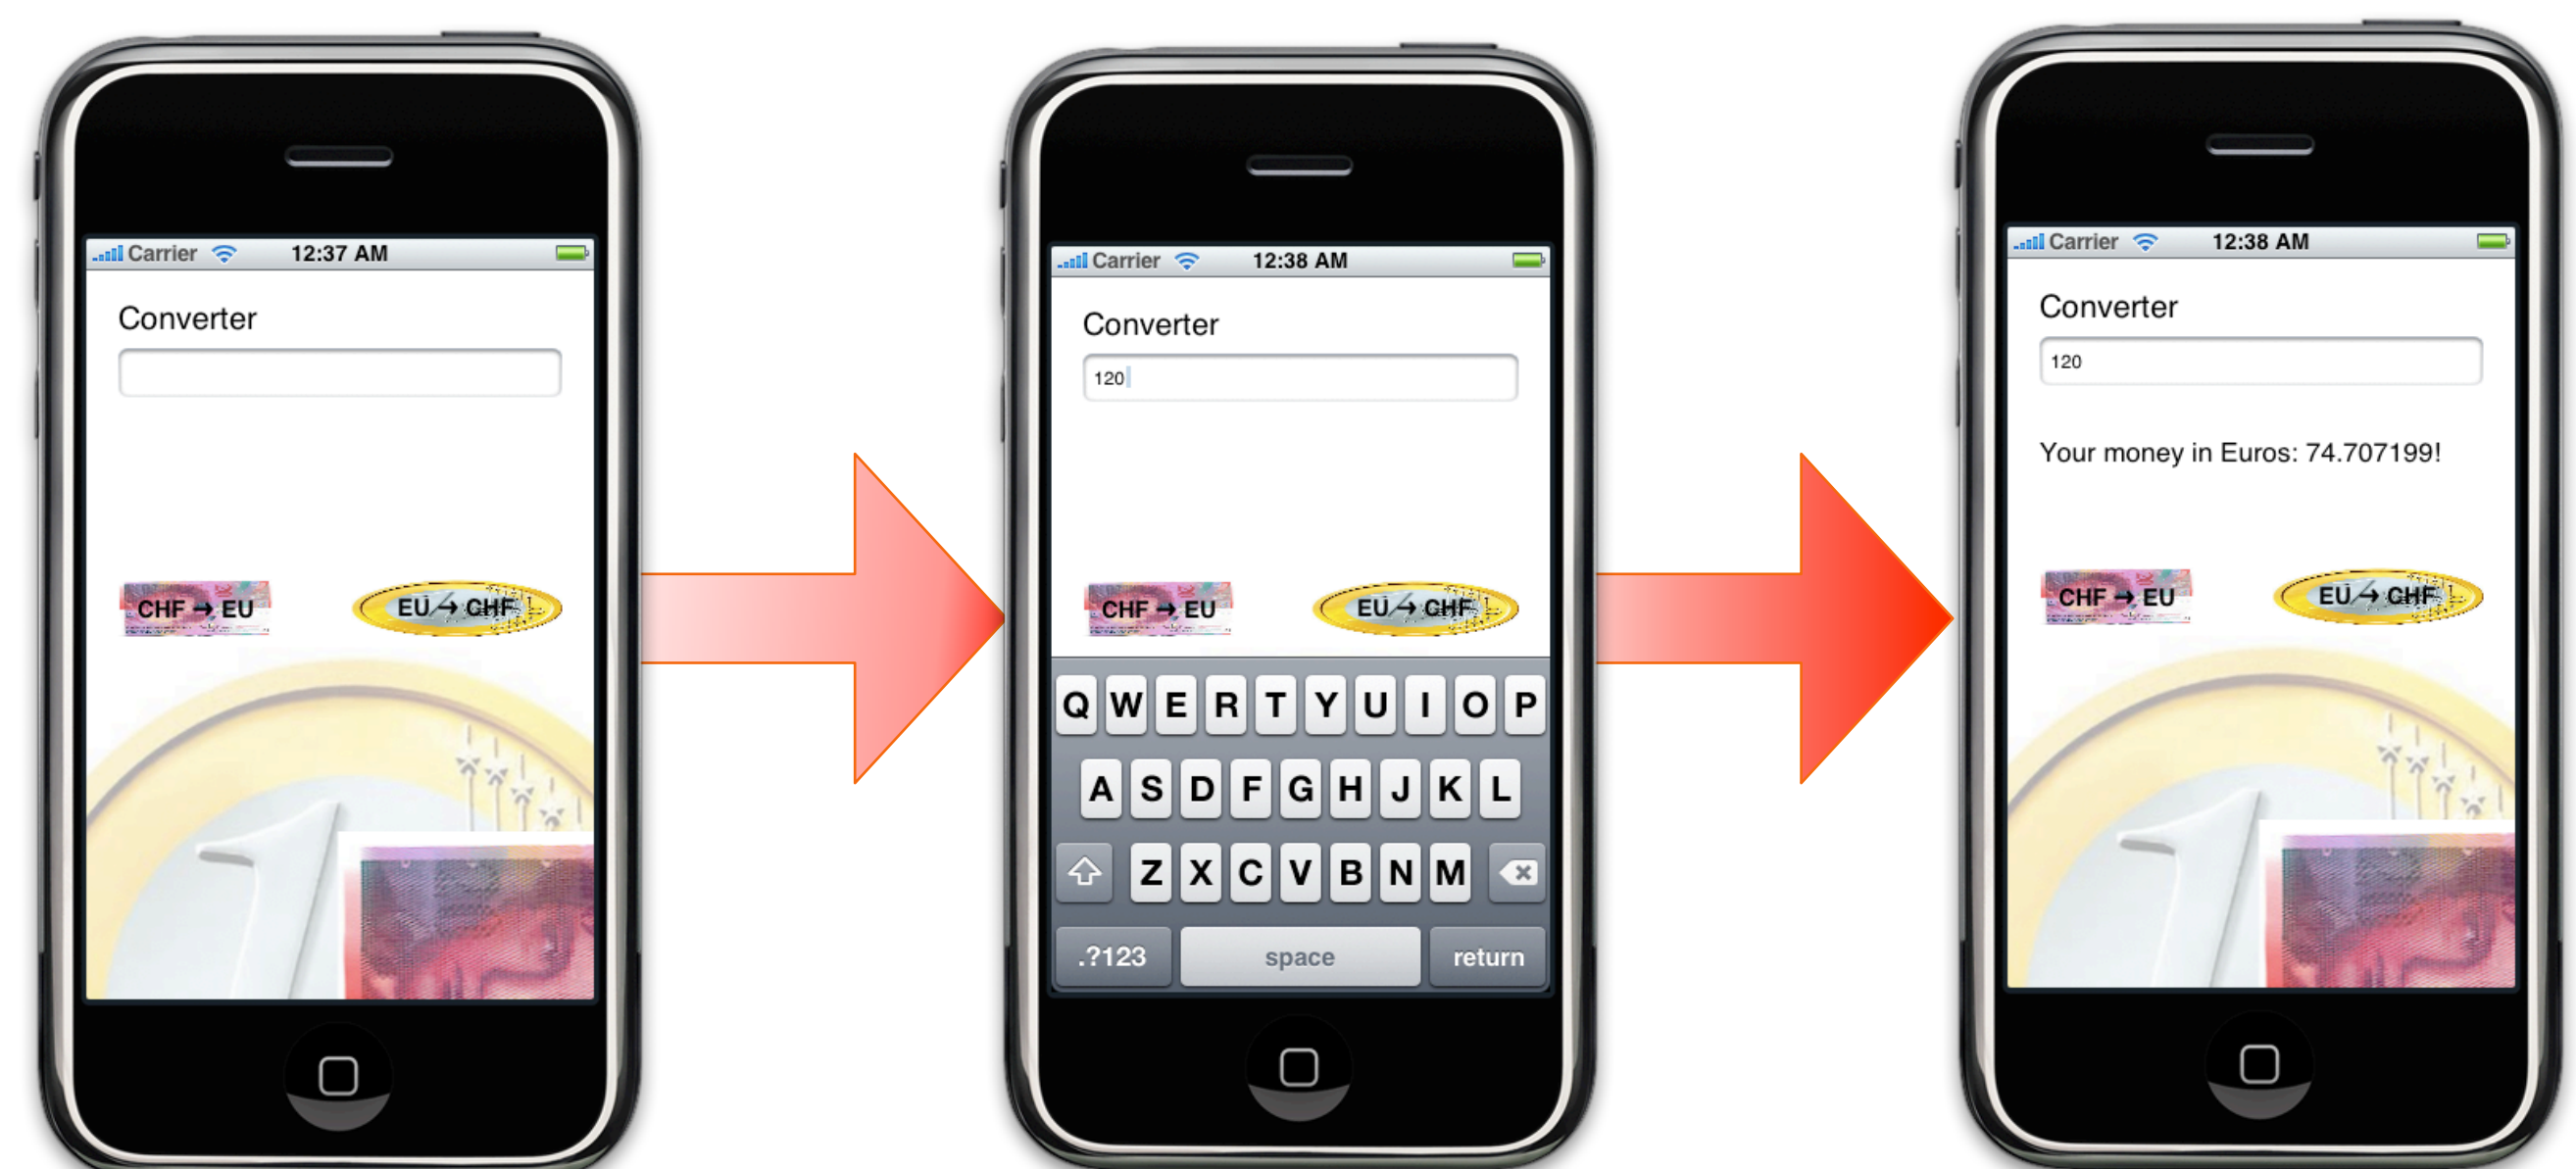 Carrier 12:37 AM
Converter
CHF → EU
EU → CHF
Carrier 12:38 AM
Converter
120
CHF → EU
EU → CHF
Q W E R T Y U I O P
A S D F G H J K L
Z X C V B N M
.?123 space return
Carrier 12:38 AM
Converter
120
Your money in Euros: 74.707199!
CHF → EU
EU → CHF